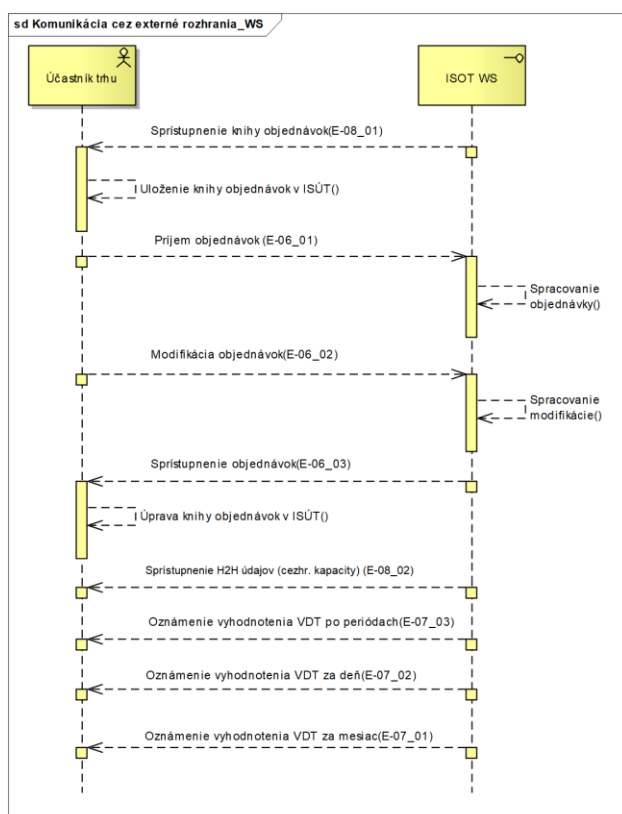 sd Komunikácia cez externé rozhrania_WS
Účastník trhu
ISOT WS
Sprístupnenie knihy objednávok(E-08_01)
Uloženie knihy objednávok v ISÚT()
Príjem objednávok (E-06_01)
Spracovanie
objednávky()
Modifikácia objednávok(E-06_02)
Spracovanie
modifikácie()
Sprístupnenie objednávok(E-06_03)
Úprava knihy objednávok v ISÚT()
Sprístupnenie H2H údajov (cezhr. kapacity) (E-08_02)
Oznámenie vyhodnotenia VDT po periódach(E-07_03)
Oznámenie vyhodnotenia VDT za deň(E-07_02)
Oznámenie vyhodnotenia VDT za mesiac(E-07_01)